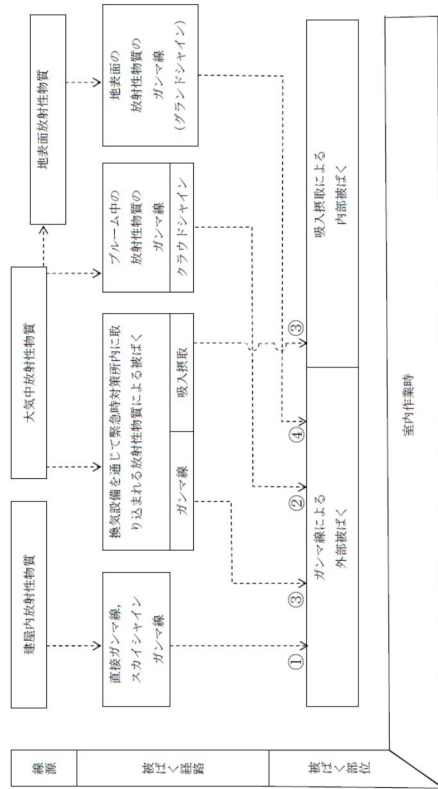 線源
建屋内放射性物質
大気中放射性物質
地表面放射性物質
被ばく経路
直接ガンマ線，
スカイシャイン
ガンマ線
換気設備を通じて緊急時対策所内に取
り込まれる放射性物質による被ばく
ガンマ線
吸入摂取
プルーム中の
放射性物質の
ガンマ線
クラウドシャイン
地表面の
放射性物質の
ガンマ線
(グランドシャイン)
①
③
②
④
③
被ばく部位
ガンマ線による
外部被ばく
吸入摂取による
内部被ばく
室内作業時